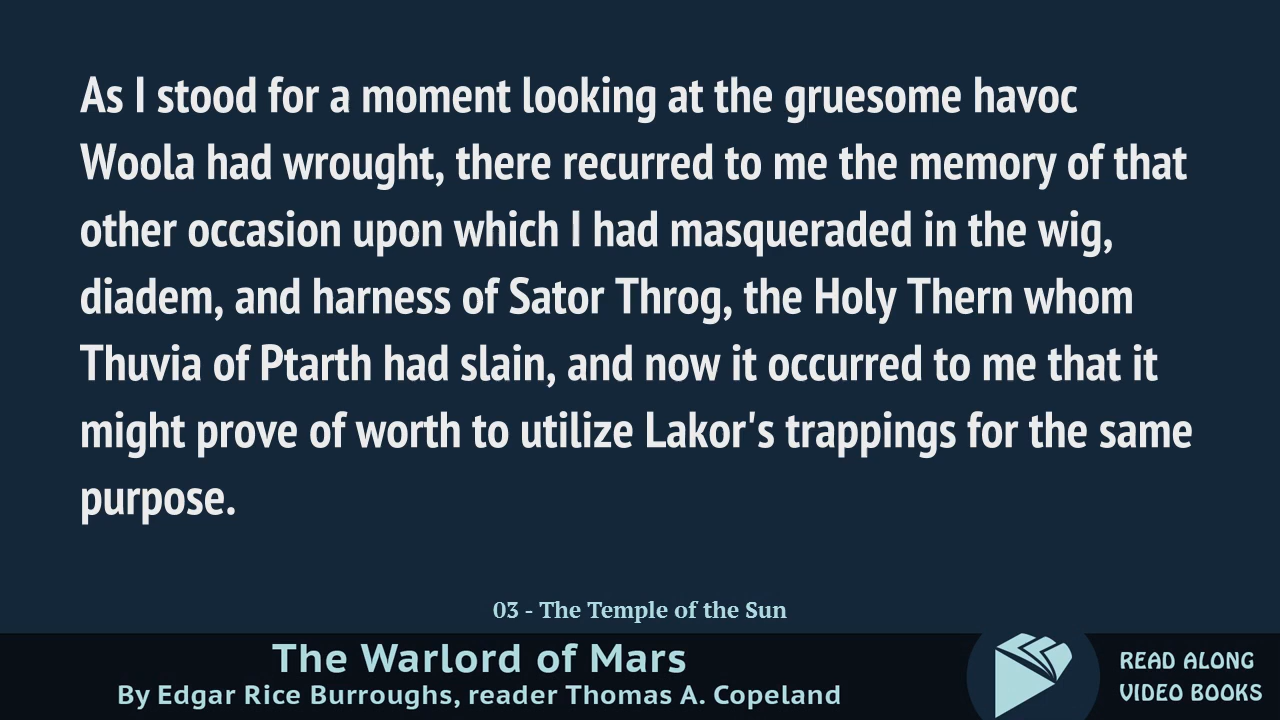 As I stood for a moment looking at the gruesome havoc
Woola had wrought, there recurred to me the memory of that
other occasion upon which I had masqueraded in the wig,
diadem, and harness of Sator Throg, the Holy Thern whom
Thuvia of Ptarth had slain, and now it occurred to me that it
might prove of worth to utilize Lakor's trappings for the same
purpose.
03 - The Temple of the Sun
The Warlord of Mars
By Edgar Rice Burroughs, reader Thomas A. Copeland
READ ALONG
VIDEO BOOKS